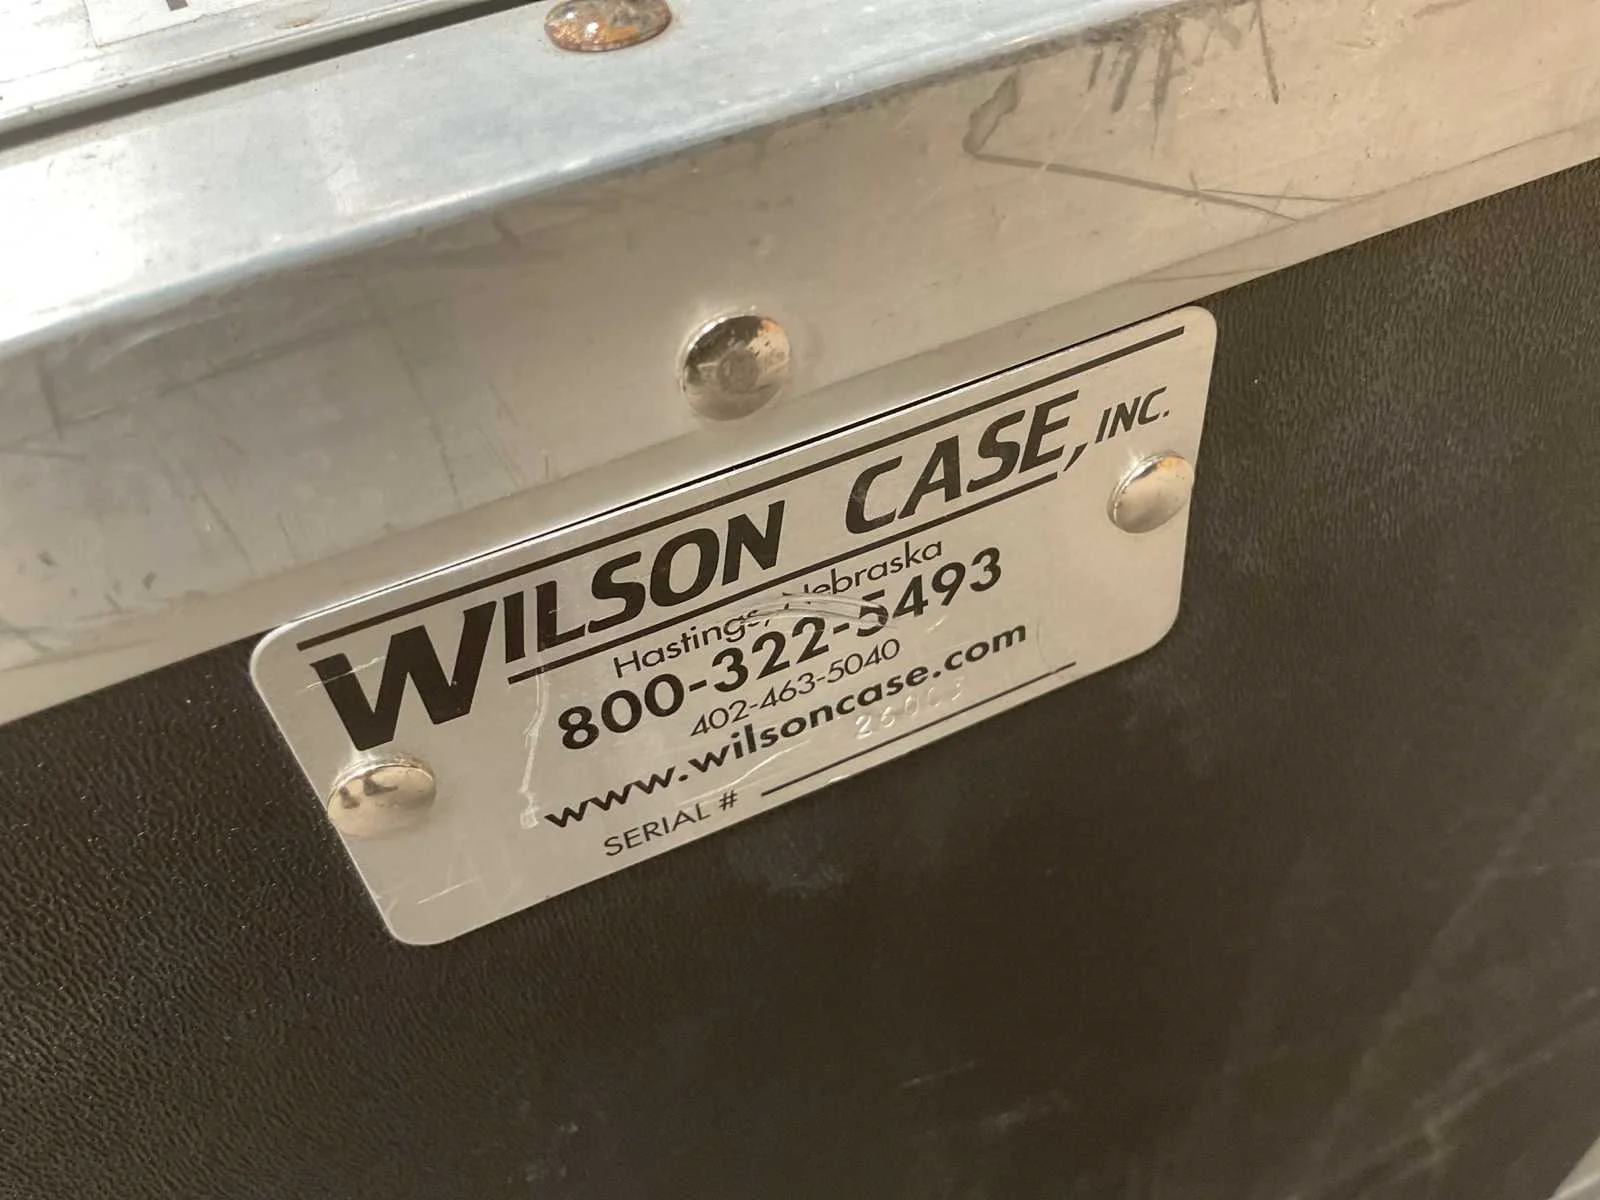 WILSON CASE, INC.
Hastings, Nebraska
800-322-5493
402-463-5040
www.wilsoncase.com
SERIAL #